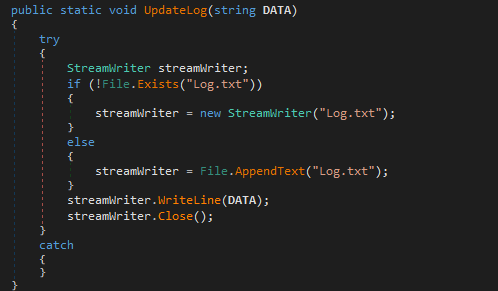 public static void UpdateLog(string DATA)
{
    try
    {
        StreamWriter streamWriter;
        if (!File.Exists("Log.txt"))
        {
            streamWriter = new StreamWriter("Log.txt");
        }
        else
        {
            streamWriter = File.AppendText("Log.txt");
        }
        streamWriter.WriteLine(DATA);
        streamWriter.Close();
    }
    catch
    {
    }
}